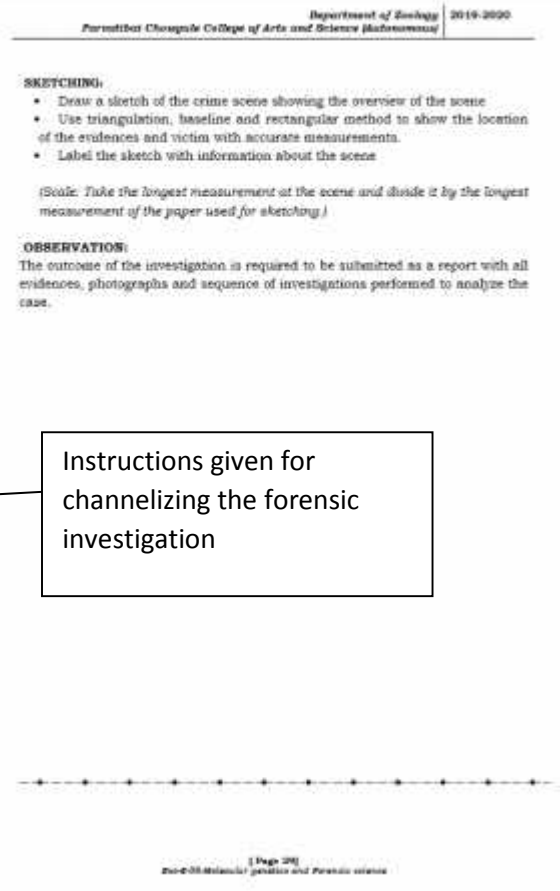 Department of Zoology 2019-2020
Parvatibai Chowgule College of Arts and Science (Autonomous)
SKETCHING:
• Draw a sketch of the crime scene showing the overview of the scene
• Use triangulation, baseline and rectangular method to show the location
of the evidences and victim with accurate measurements.
• Label the sketch with information about the scene
(Scale: Take the longest measurement at the scene and divide it by the longest
measurement of the paper used for sketching.)
OBSERVATION:
The outcome of the investigation is required to be submitted as a report with all
evidences, photographs and sequence of investigations performed to analyze the
case.
Instructions given for
channelizing the forensic
investigation
[Page
Molecular genetics and Forensic science